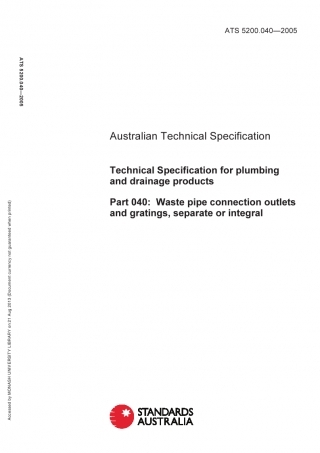 ATS 5200.040—2005
ATS 5200.040—2005
Australian Technical Specification
Technical Specification for plumbing
and drainage products
Part 040: Waste pipe connection outlets
and gratings, separate or integral
Accessed by MONASH UNIVERSITY LIBRARY on 21 Aug 2013 (Document currency not guaranteed when printed)
STANDARDS
AUSTRALIA